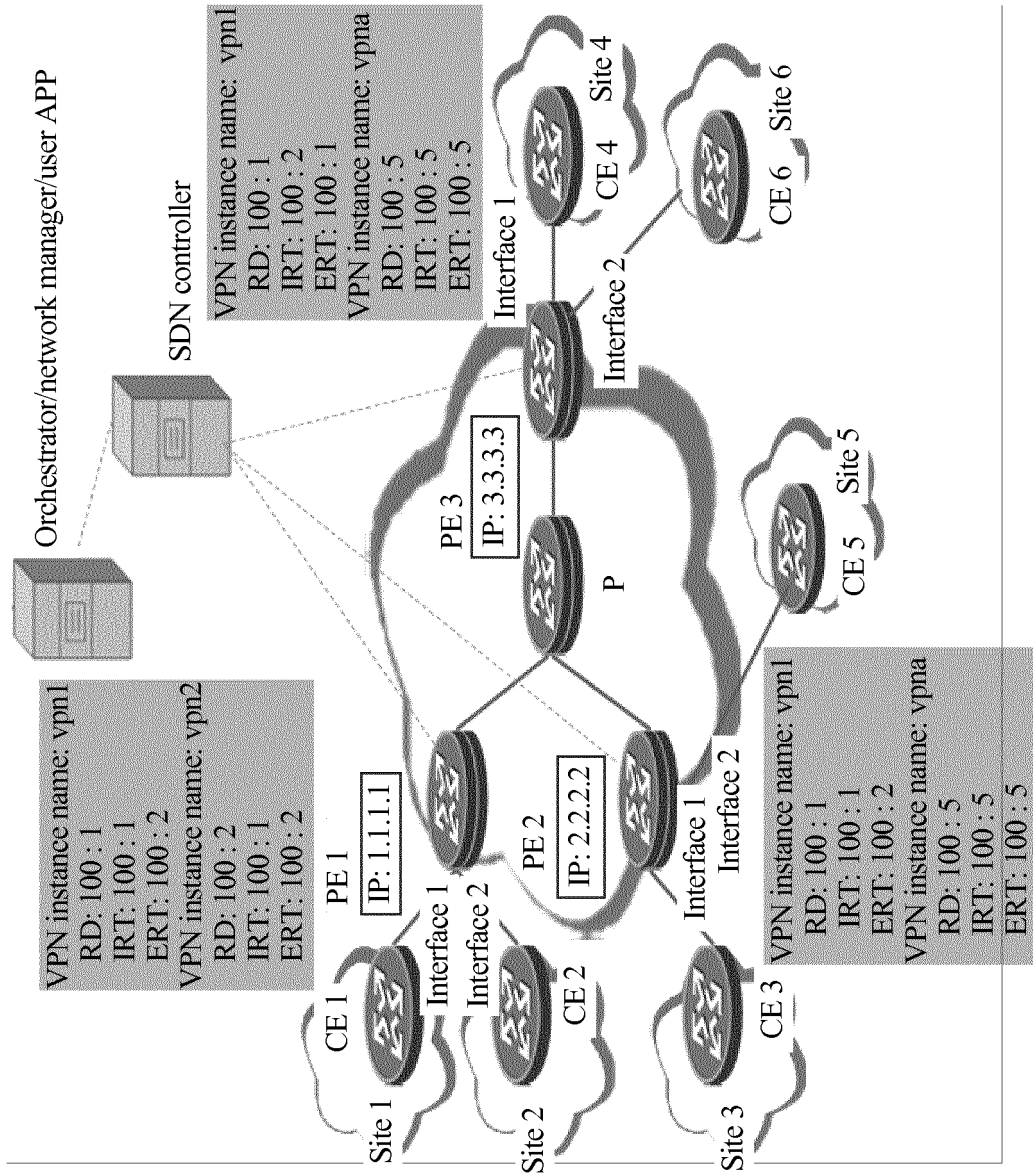 Orchestrator/network manager/user APP
SDN controller
VPN instance name: vpn1
RD: 100 : 1
IRT: 100 : 1
ERT: 100 : 2
VPN instance name: vpn2
RD: 100 : 2
IRT: 100 : 1
ERT: 100 : 2
VPN instance name: vpn1
RD: 100 : 1
IRT: 100 : 2
ERT: 100 : 1
VPN instance name: vpna
RD: 100 : 5
IRT: 100 : 5
ERT: 100 : 5
PE 1
IP: 1.1.1.1
CE 1
Site 1
Interface 1
Interface 2
CE 2
Site 2
PE 2
IP: 2.2.2.2
Interface 1
Interface 2
CE 3
Site 3
P
PE 3
IP: 3.3.3.3
Interface 1
Interface 2
CE 4
Site 4
CE 6
Site 6
CE 5
Site 5
VPN instance name: vpn1
RD: 100 : 1
IRT: 100 : 1
ERT: 100 : 2
VPN instance name: vpna
RD: 100 : 5
IRT: 100 : 5
ERT: 100 : 5